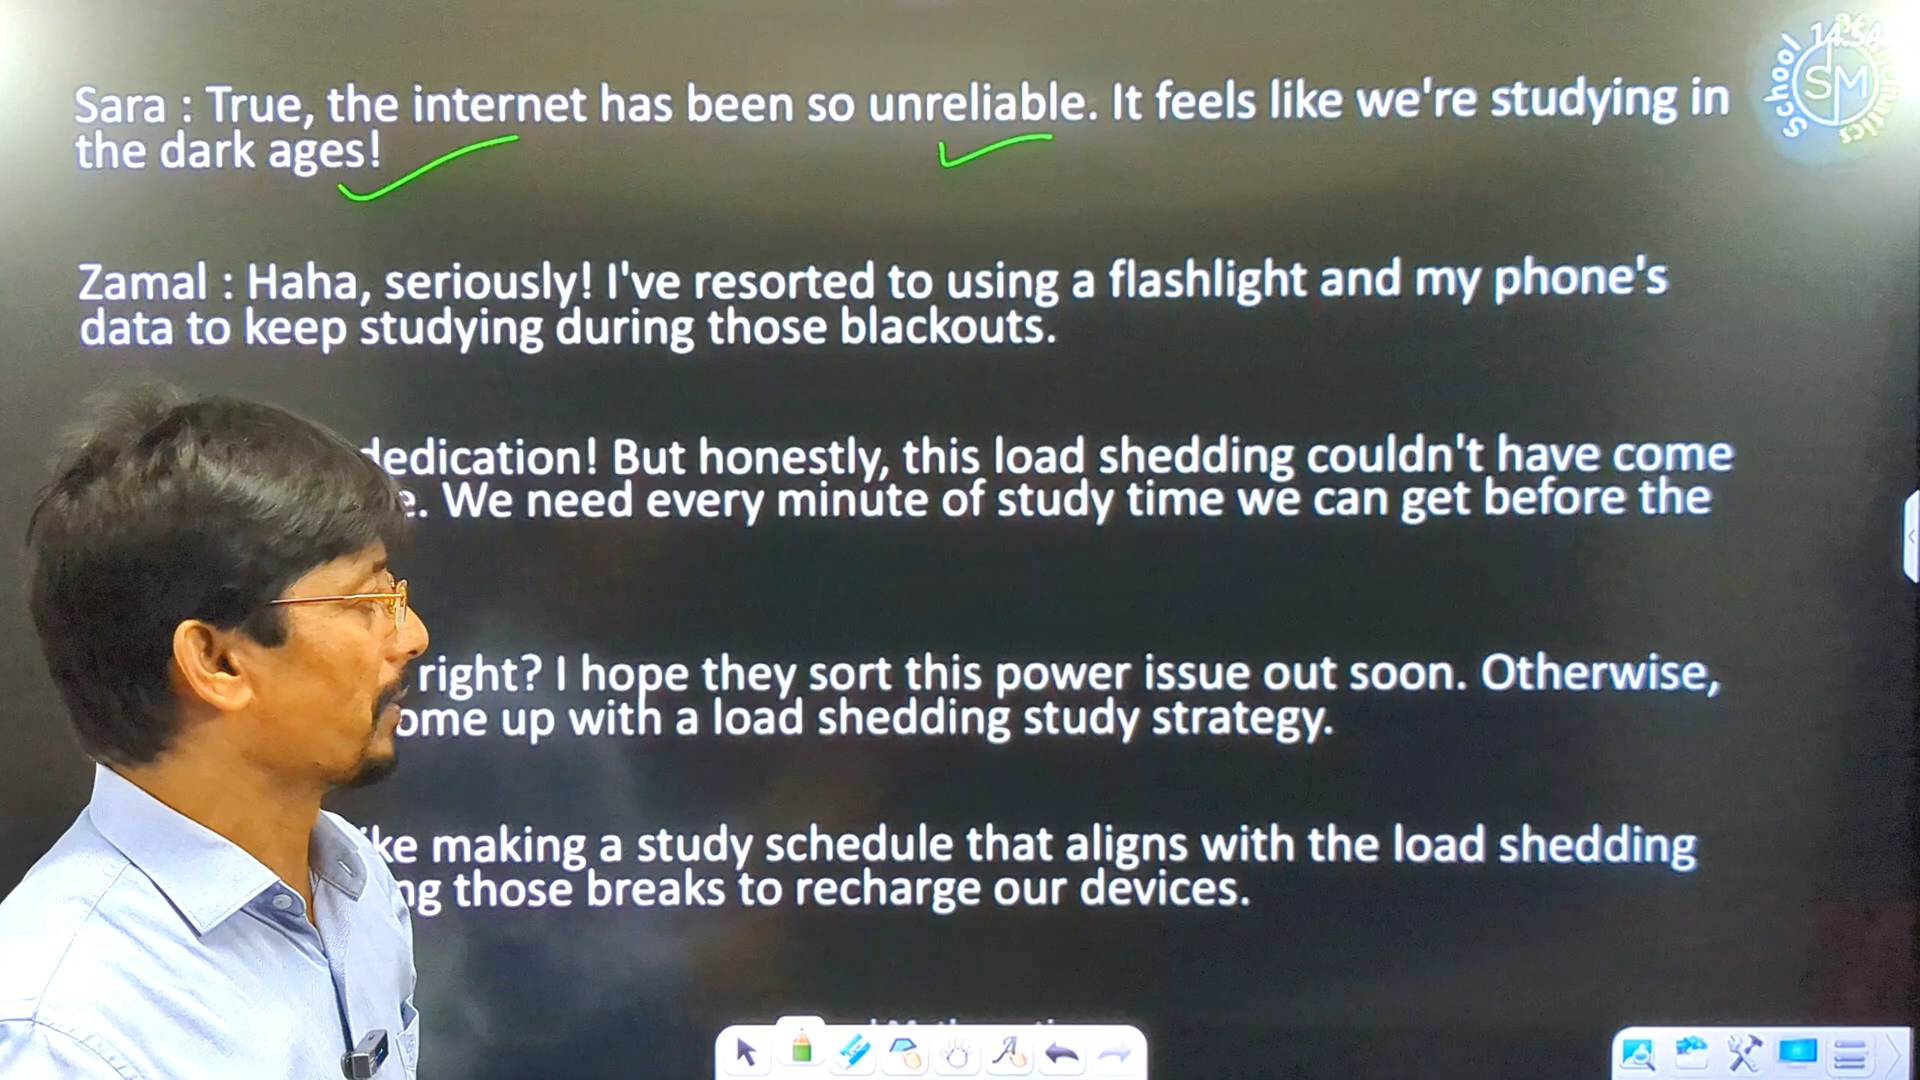 Sara : True, the internet has been so unreliable. It feels like we're studying in
the dark ages!
Zamal : Haha, seriously! I've resorted to using a flashlight and my phone's
data to keep studying during those blackouts.
dedication! But honestly, this load shedding couldn't have come
We need every minute of study time we can get before the
right? I hope they sort this power issue out soon. Otherwise,
come up with a load shedding study strategy.
making a study schedule that aligns with the load shedding
those breaks to recharge our devices.
School
SM